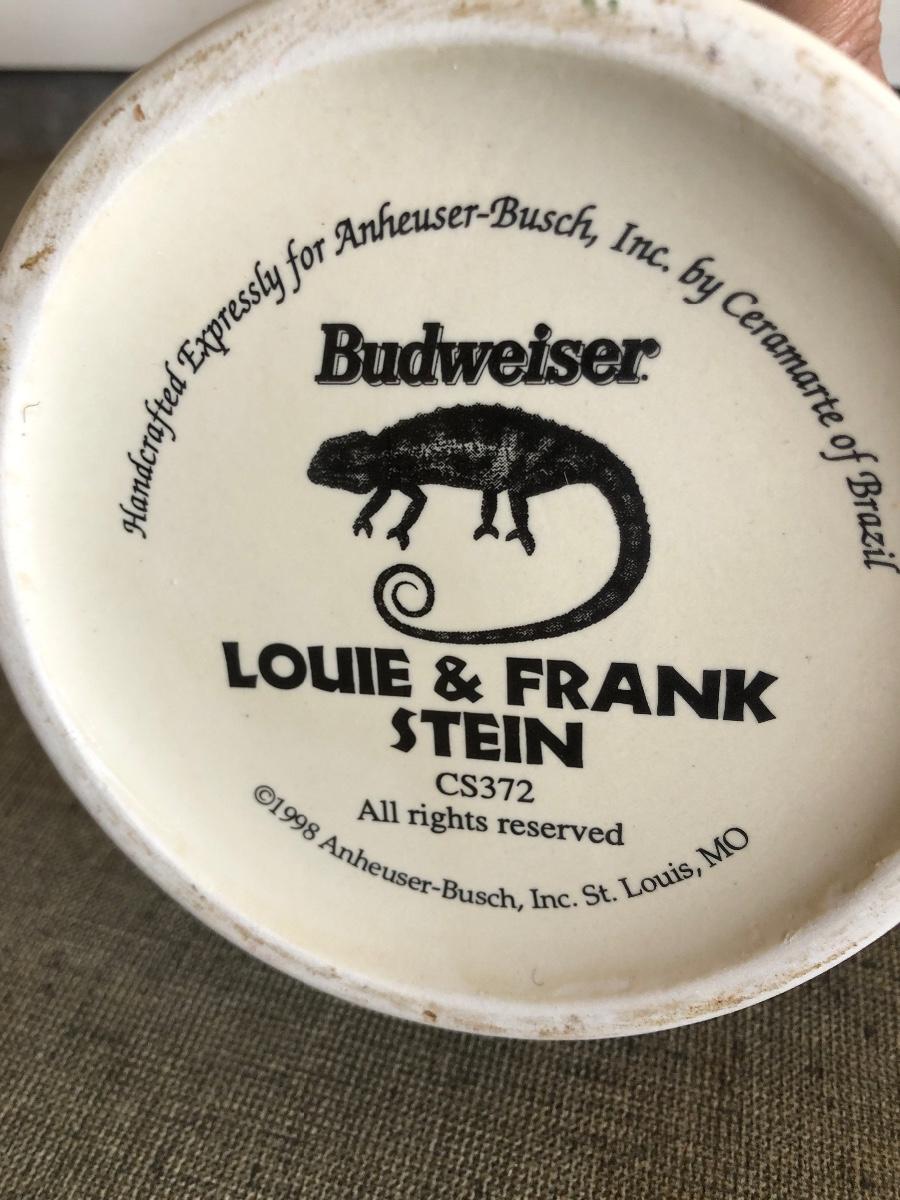 Handcrafted Expressly for Anheuser-Busch, Inc. by Ceramarte of Brazil
Budweiser®
LOUIE & FRANK
STEIN
CS372
All rights reserved
©1998 Anheuser-Busch, Inc. St. Louis, MO